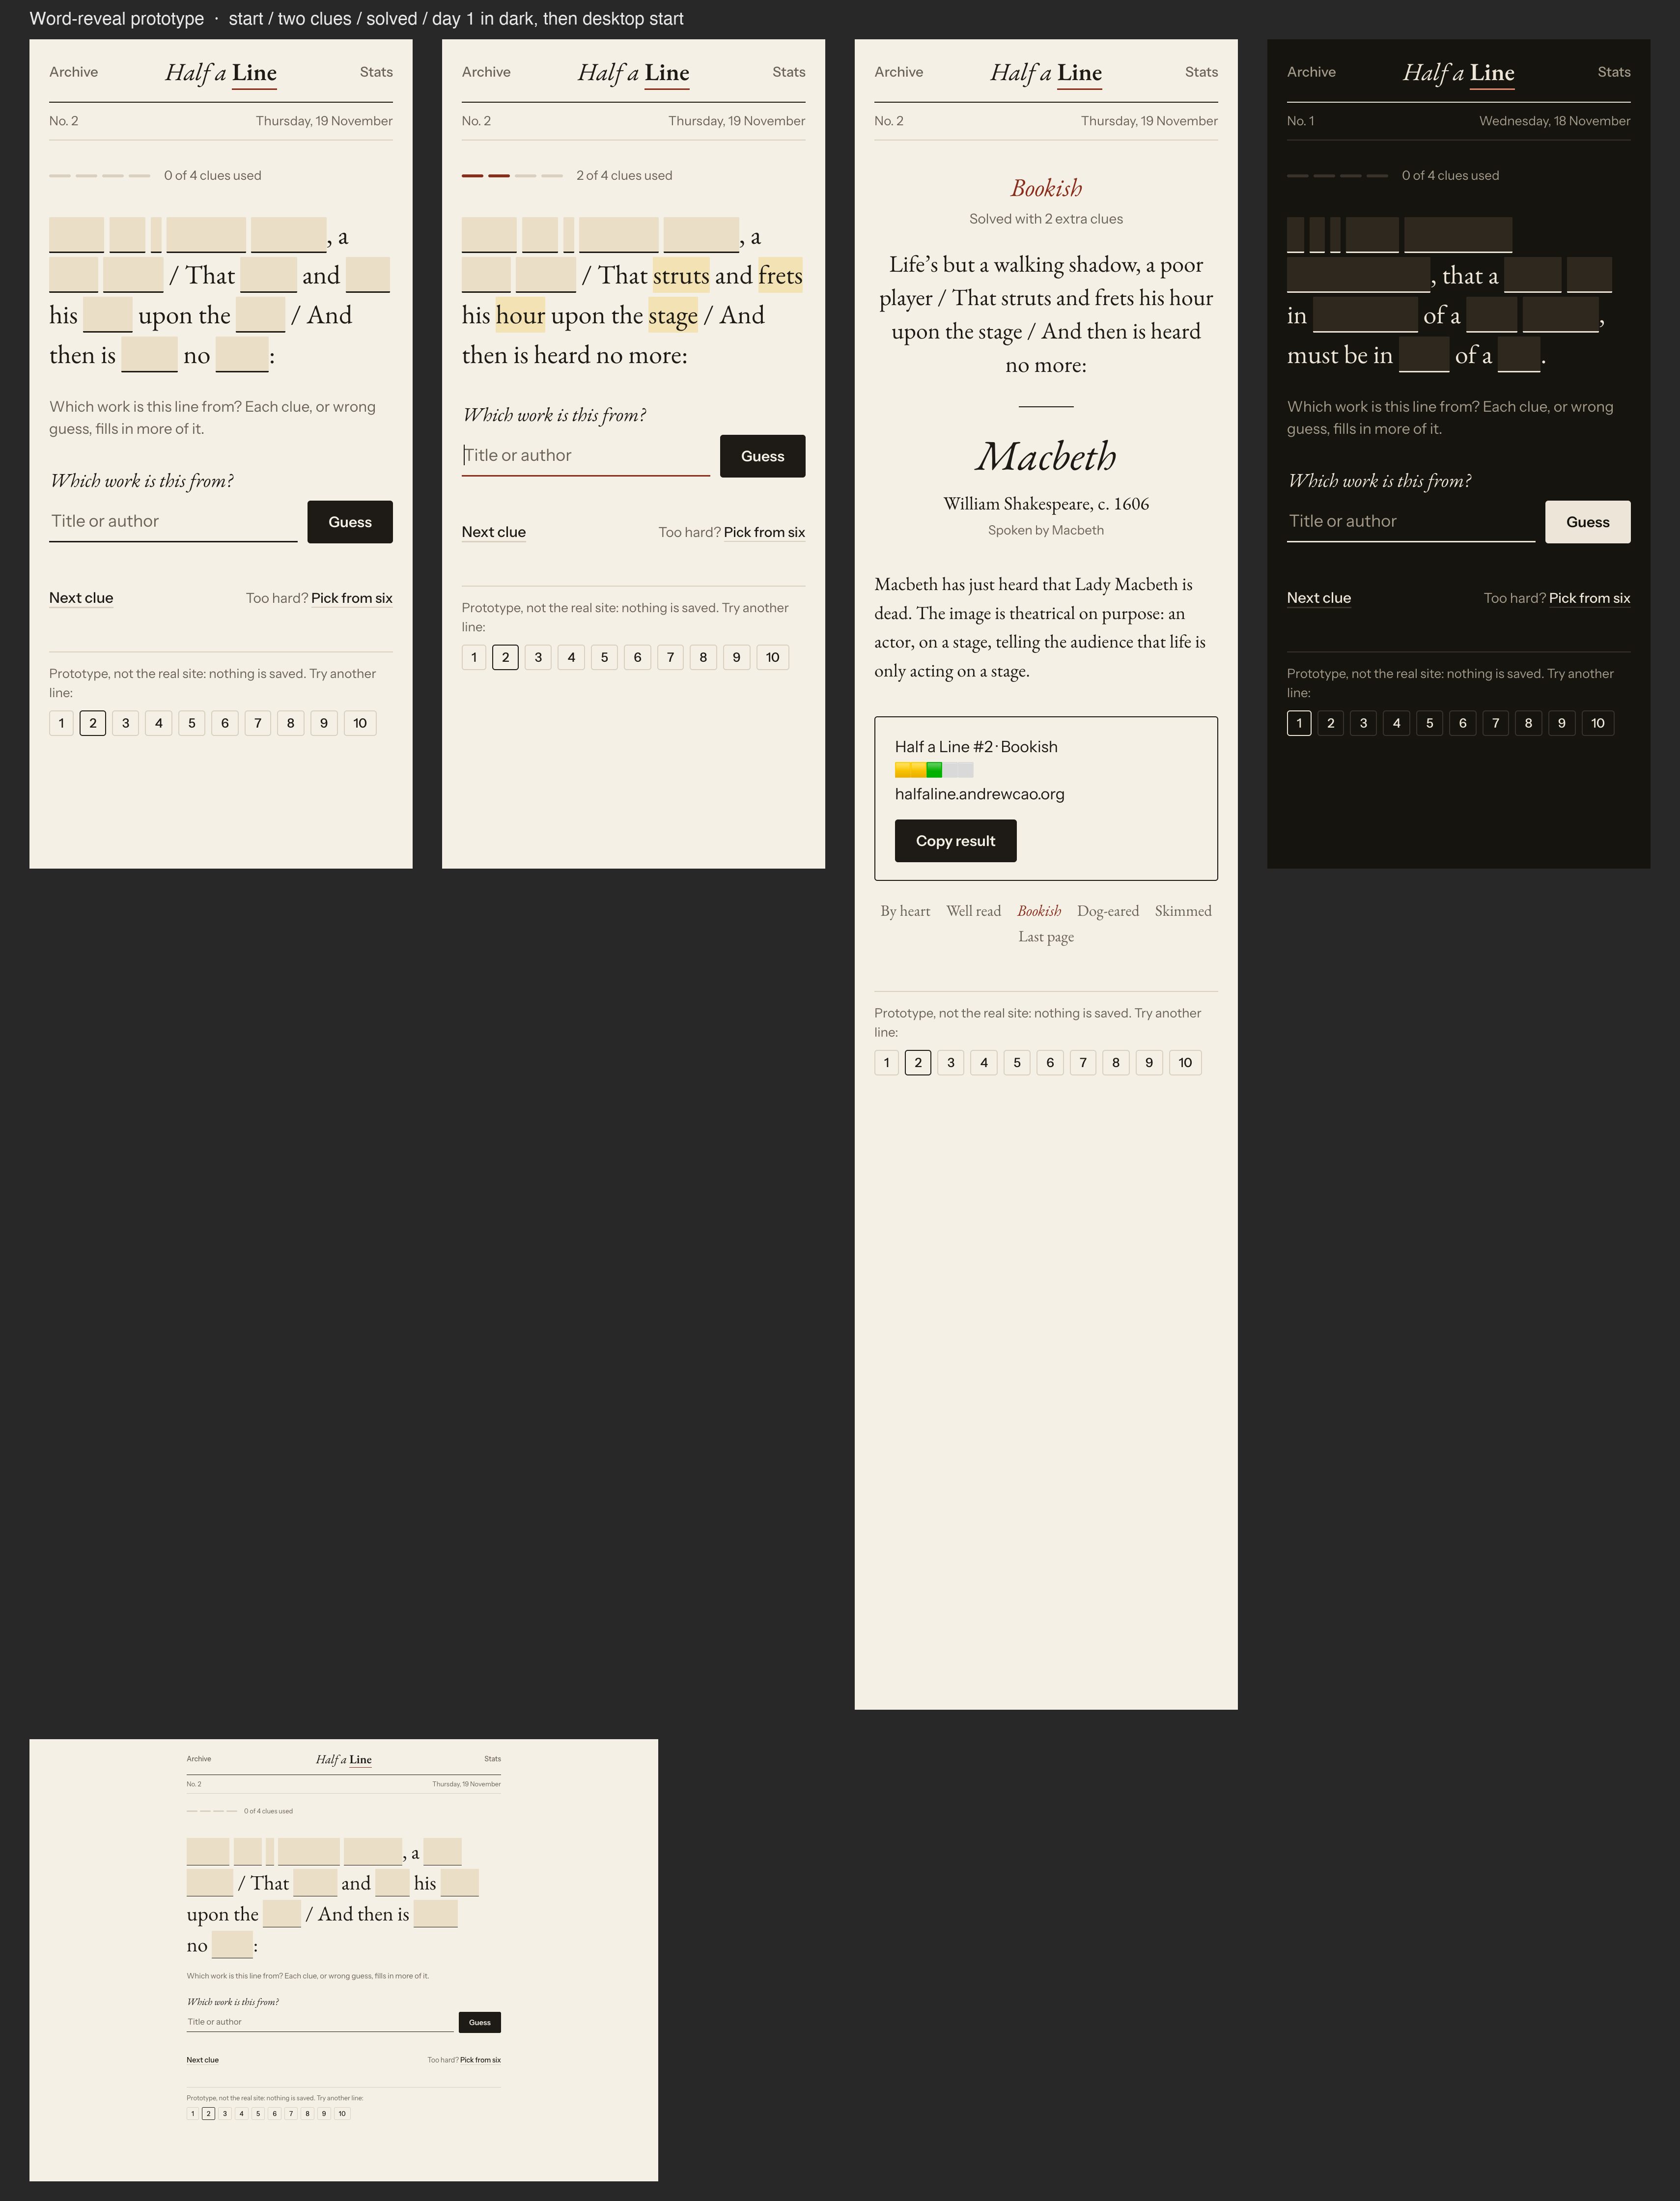 Word-reveal prototype · start / two clues / solved / day 1 in dark, then desktop start
Archive
Half a Line
Stats
No. 2
Thursday, 19 November
0 of 4 clues used
, a
/ That and
his upon the / And
then is no :
Which work is this line from? Each clue, or wrong
guess, fills in more of it.
Which work is this from?
Title or author
Guess
Next clue
Too hard? Pick from six
Prototype, not the real site: nothing is saved. Try another
line:
1 2 3 4 5 6 7 8 9 10
Archive
Half a Line
Stats
No. 2
Thursday, 19 November
2 of 4 clues used
, a
/ That struts and frets
his hour upon the stage / And
then is heard no more:
Which work is this from?
Title or author
Guess
Next clue
Too hard? Pick from six
Prototype, not the real site: nothing is saved. Try another
line:
1 2 3 4 5 6 7 8 9 10
Archive
Half a Line
Stats
No. 2
Thursday, 19 November
Bookish
Solved with 2 extra clues
Life’s but a walking shadow, a poor
player / That struts and frets his hour
upon the stage / And then is heard
no more:
Macbeth
William Shakespeare, c. 1606
Spoken by Macbeth
Macbeth has just heard that Lady Macbeth is
dead. The image is theatrical on purpose: an
actor, on a stage, telling the audience that life is
only acting on a stage.
Half a Line #2 · Bookish
halfaline.andrewcao.org
Copy result
By heart Well read Bookish Dog-eared Skimmed
Last page
Prototype, not the real site: nothing is saved. Try another
line:
1 2 3 4 5 6 7 8 9 10
Archive
Half a Line
Stats
No. 1
Wednesday, 18 November
0 of 4 clues used
, that a
in of a ,
must be in of a .
Which work is this line from? Each clue, or wrong
guess, fills in more of it.
Which work is this from?
Title or author
Guess
Next clue
Too hard? Pick from six
Prototype, not the real site: nothing is saved. Try another
line:
1 2 3 4 5 6 7 8 9 10
Archive
Half a Line
Stats
No. 2
Thursday, 19 November
0 of 4 clues used
, a
/ That and his
upon the / And then is
no :
Which work is this line from? Each clue, or wrong guess, fills in more of it.
Which work is this from?
Title or author
Guess
Next clue
Too hard? Pick from six
Prototype, not the real site: nothing is saved. Try another line:
1 2 3 4 5 6 7 8 9 10